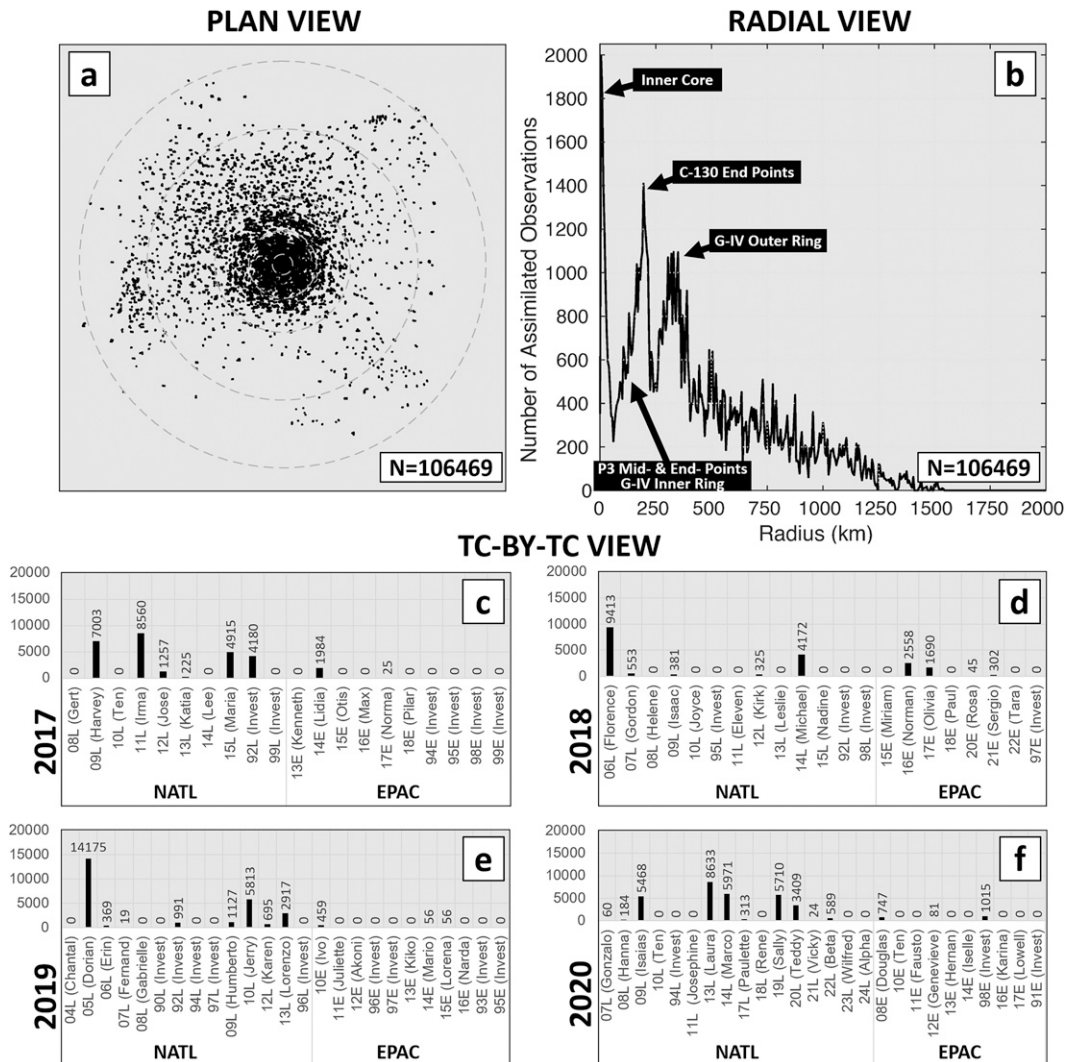 PLAN VIEW
RADIAL VIEW
a
N=106469
b
Number of Assimilated Observations
2000
1800
1600
1400
1200
1000
800
600
400
200
0
Inner Core
C-130 End Points
G-IV Outer Ring
P3 Mid- & End- Points
G-IV Inner Ring
N=106469
0 250 500 750 1000 1250 1500 1750 2000
Radius (km)
TC-BY-TC VIEW
c
2017
20000
15000
10000
5000
0
0 7003 0 8560 1257 225 0 4915 4180 0 0 1984 0 0 25 0 0 0 0 0
08L (Gert)
09L (Harvey)
10L (Ten)
11L (Irma)
12L (Jose)
13L (Katia)
14L (Lee)
15L (Maria)
92L (Invest)
99L (Invest)
13E (Kenneth)
14E (Lidia)
15E (Otis)
16E (Max)
17E (Norma)
18E (Pilar)
94E (Invest)
95E (Invest)
98E (Invest)
99E (Invest)
NATL EPAC
d
2018
20000
15000
10000
5000
0
9413 553 0 381 0 0 0 325 0 4172 0 0 0 0 2558 1690 0 45 302 0 0
06L (Florence)
07L (Gordon)
08L (Helene)
09L (Isaac)
10L (Joyce)
95L (Invest)
11L (Eleven)
12L (Kirk)
13L (Leslie)
14L (Michael)
15L (Nadine)
92L (Invest)
98L (Invest)
15E (Miriam)
16E (Norman)
17E (Olivia)
18E (Paul)
20E (Rosa)
21E (Sergio)
22E (Tara)
97E (Invest)
NATL EPAC
e
2019
20000
15000
10000
5000
0
0 14175 369 19 0 0 991 0 0 1127 5813 695 2917 0 459 0 0 0 0 0 56 56 0 0 0
04L (Chantal)
05L (Dorian)
06L (Erin)
07L (Fernand)
08L (Gabrielle)
90L (Invest)
92L (Invest)
94L (Invest)
97L (Invest)
09L (Humberto)
10L (Jerry)
12L (Karen)
13L (Lorenzo)
96L (Invest)
10E (Ivo)
11E (Juliette)
12E (Akoni)
96E (Invest)
97E (Invest)
13E (Kiko)
14E (Mario)
15E (Lorena)
16E (Narda)
93E (Invest)
95E (Invest)
NATL EPAC
f
2020
20000
15000
10000
5000
0
60 184 5468 0 0 0 8633 5971 313 0 5710 3409 24 589 0 0 747 0 0 81 0 0 1015 0 0 0
07L (Gonzalo)
08L (Hanna)
09L (Isaias)
10L (Ten)
94L (Invest)
11L (Josephine)
13L (Laura)
14L (Marco)
17L (Paulette)
18L (Rene)
19L (Sally)
20L (Teddy)
21L (Vicky)
22L (Beta)
23L (Wilfred)
24L (Alpha)
08E (Douglas)
10E (Ten)
11E (Fausto)
12E (Genevieve)
13E (Hernan)
14E (Iselle)
98E (Invest)
16E (Karina)
17E (Lowell)
91E (Invest)
NATL EPAC